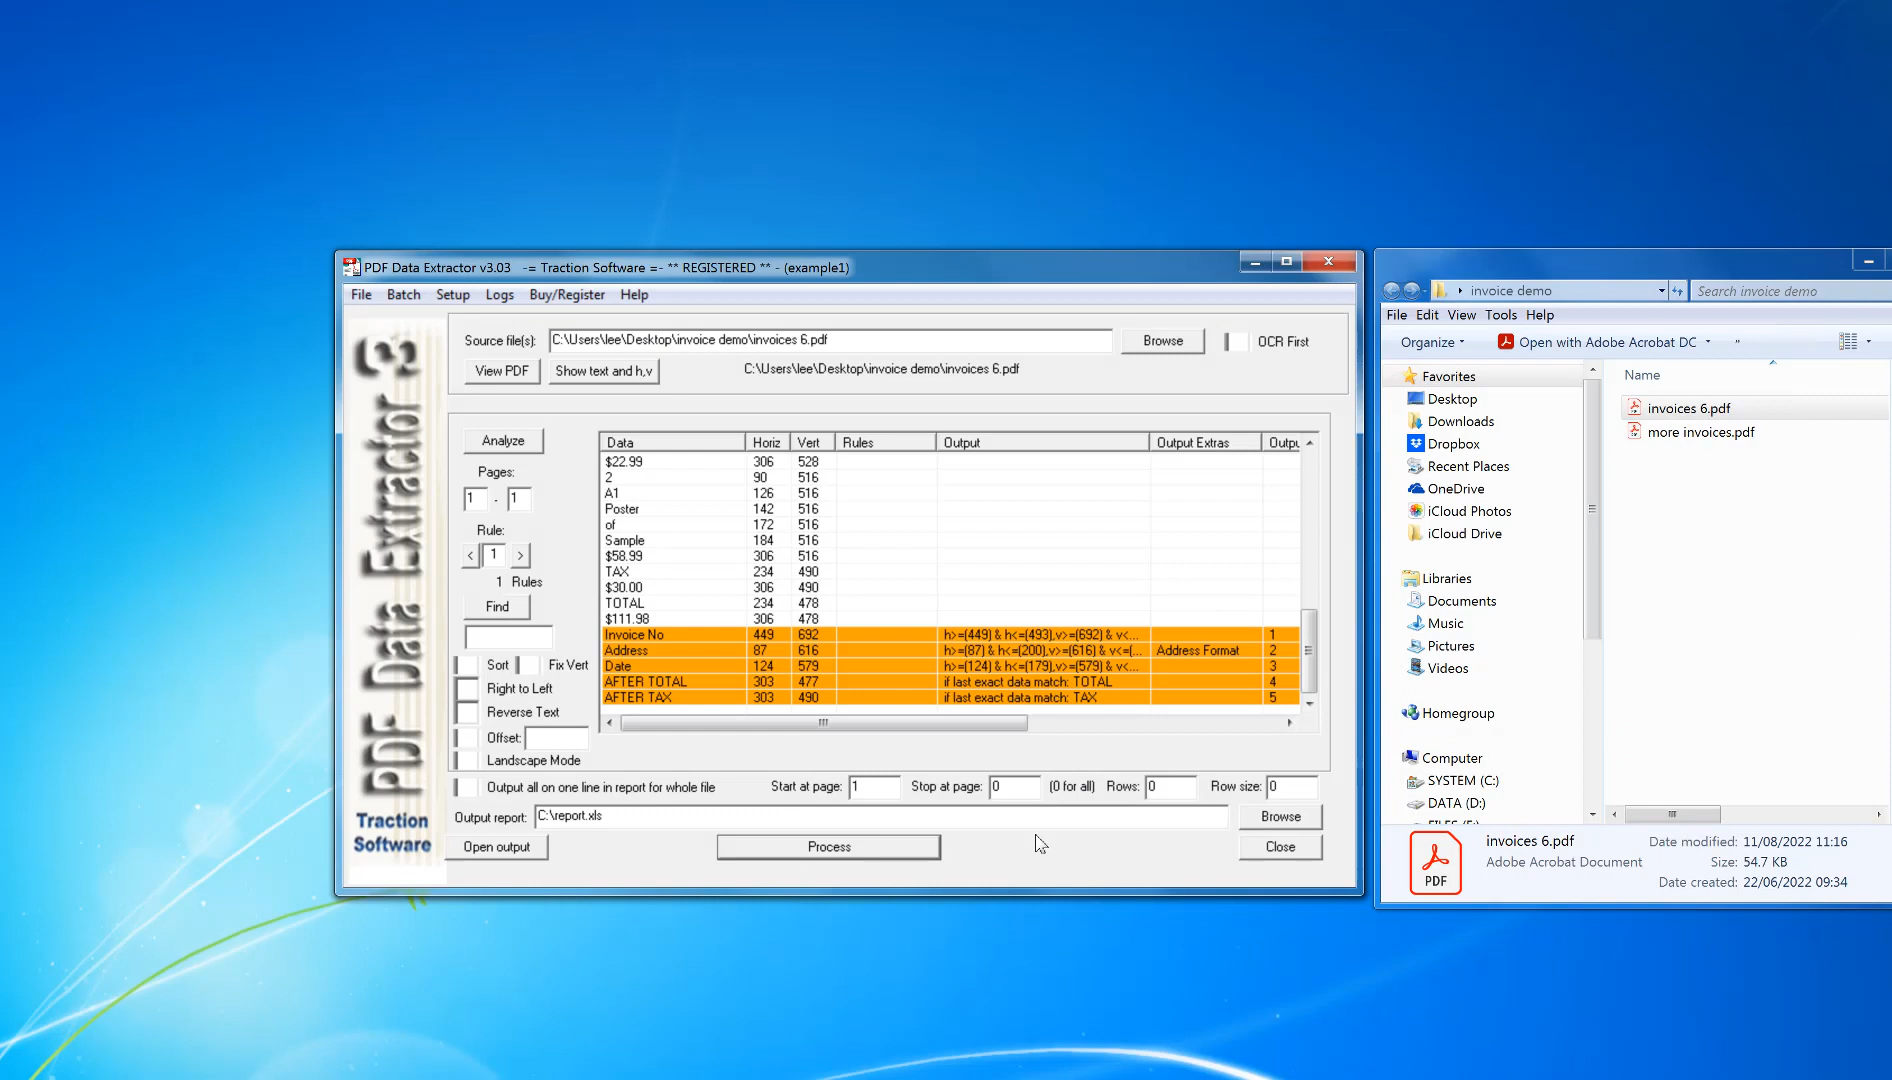 PDF Data Extractor v3.03 -= Traction Software =- ** REGISTERED ** - (example1)
File Batch Setup Logs Buy/Register Help
PDF Data Extractor 3
Traction
Software
Source file(s): C:\Users\lee\Desktop\invoice demo\invoices 6.pdf Browse OCR First
View PDF Show text and h,v C:\Users\lee\Desktop\invoice demo\invoices 6.pdf
Analyze
Pages:
1 - 1
Rule:
< 1 >
1 Rules
Find
Sort Fix Vert
Right to Left
Reverse Text
Offset:
Landscape Mode
Data Horiz Vert Rules Output Output Extras Outpu
$22.99 306 528
2 90 516
A1 126 516
Poster 142 516
of 172 516
Sample 184 516
$58.99 306 516
TAX 234 490
$30.00 306 490
TOTAL 234 478
$111.98 306 478
Invoice No 449 692 h>=(449) & h<=(493),v>=(692) & v<... 1
Address 87 616 h>=(87) & h<=(200),v>=(616) & v<=(... Address Format 2
Date 124 579 h>=(124) & h<=(179),v>=(579) & v<... 3
AFTER TOTAL 303 477 if last exact data match: TOTAL 4
AFTER TAX 303 490 if last exact data match: TAX 5
Output all on one line in report for whole file Start at page: 1 Stop at page: 0 (0 for all) Rows: 0 Row size: 0
Output report: C:\report.xls Browse
Open output Process Close
invoice demo Search invoice demo
File Edit View Tools Help
Organize Open with Adobe Acrobat DC »
Favorites
Desktop
Downloads
Dropbox
Recent Places
OneDrive
iCloud Photos
iCloud Drive
Libraries
Documents
Music
Pictures
Videos
Homegroup
Computer
SYSTEM (C:)
DATA (D:)
Name
invoices 6.pdf
more invoices.pdf
PDF
invoices 6.pdf Date modified: 11/08/2022 11:16
Adobe Acrobat Document Size: 54.7 KB
Date created: 22/06/2022 09:34